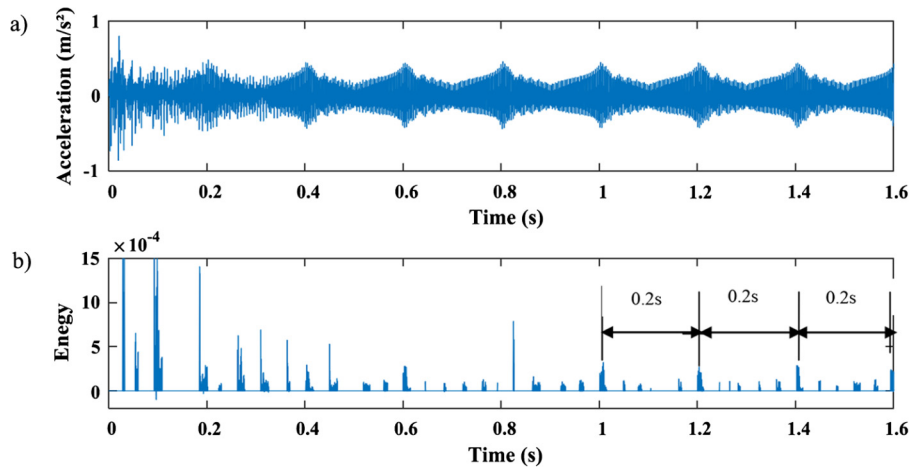 a)
Acceleration (m/s²)
1
0
-1
0 0.2 0.4 0.6 0.8 1 1.2 1.4 1.6
Time (s)
b)
× 10⁻⁴
Enegy
15
10
5
0
0.2s 0.2s 0.2s
0 0.2 0.4 0.6 0.8 1 1.2 1.4 1.6
Time (s)